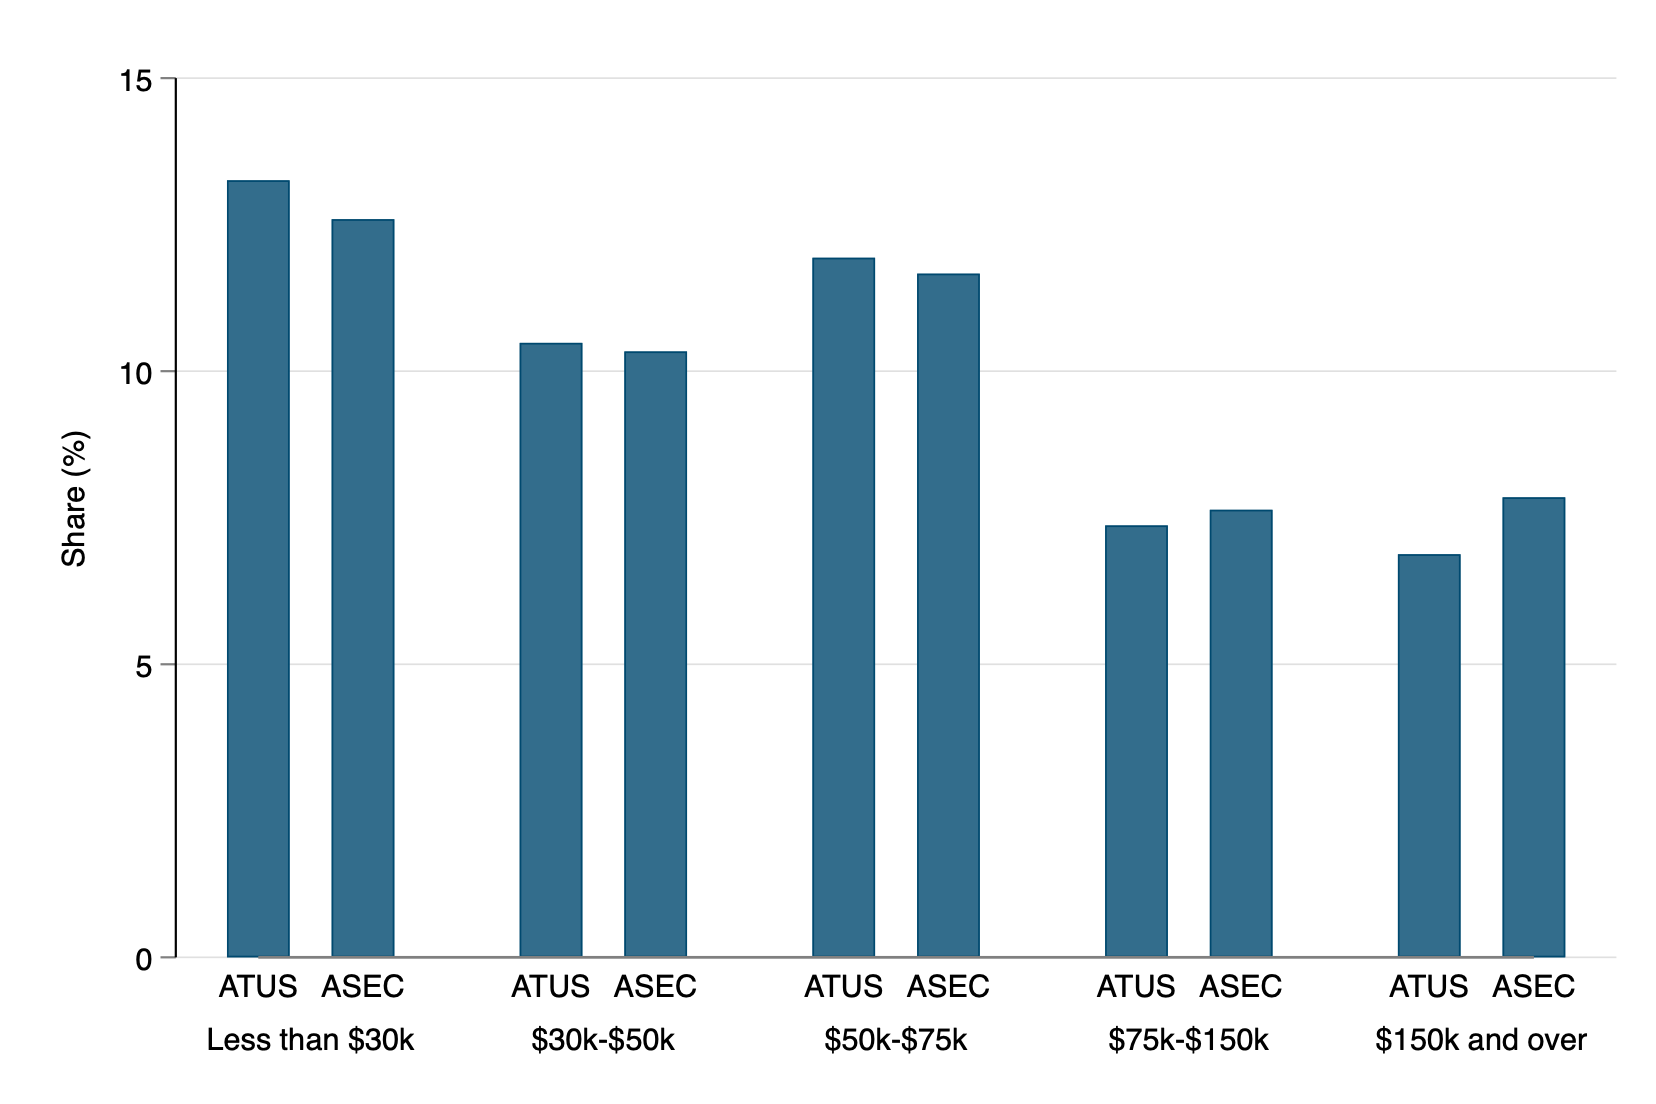 15
10
5
0
Share (%)
ATUS ASEC ATUS ASEC ATUS ASEC ATUS ASEC ATUS ASEC
Less than $30k $30k-$50k $50k-$75k $75k-$150k $150k and over